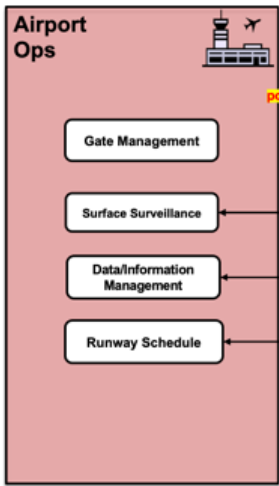 Airport
Ops
Gate Management
Surface Surveillance
Data/Information
Management
Runway Schedule